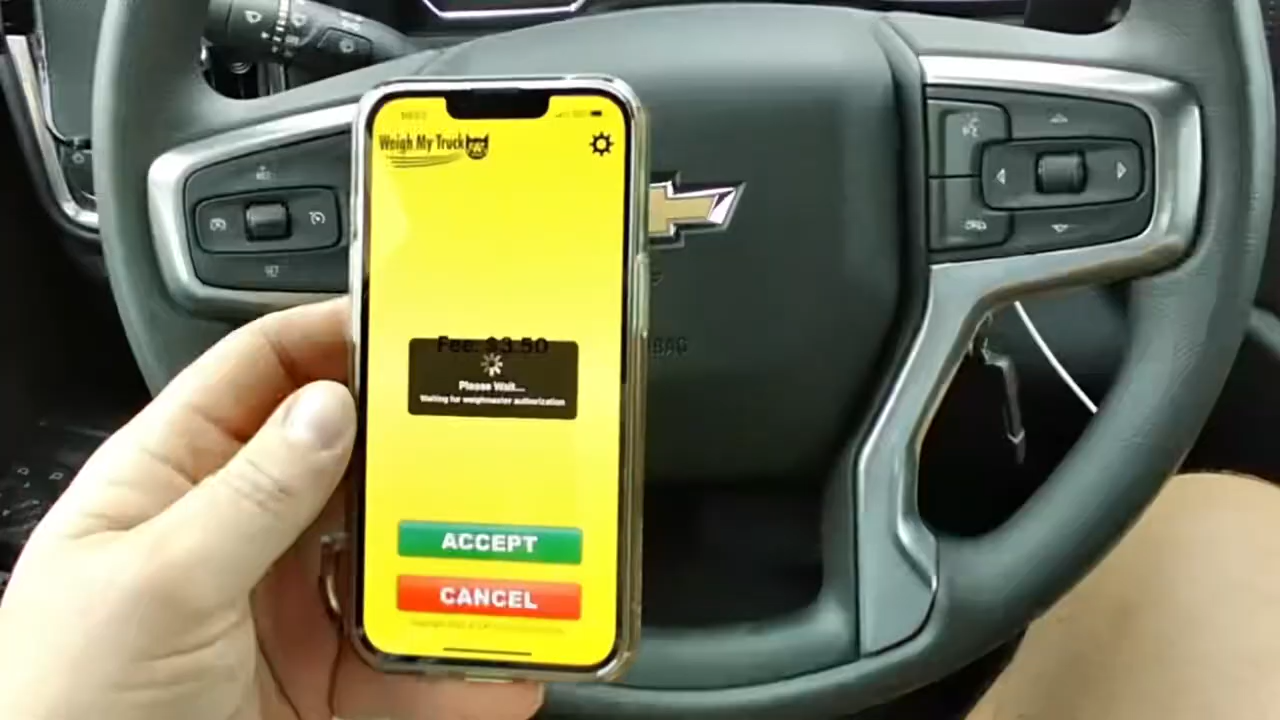 Weigh My Truck
Fee: $3.50
Please Wait...
Waiting for weighmaster authorization
ACCEPT
CANCEL